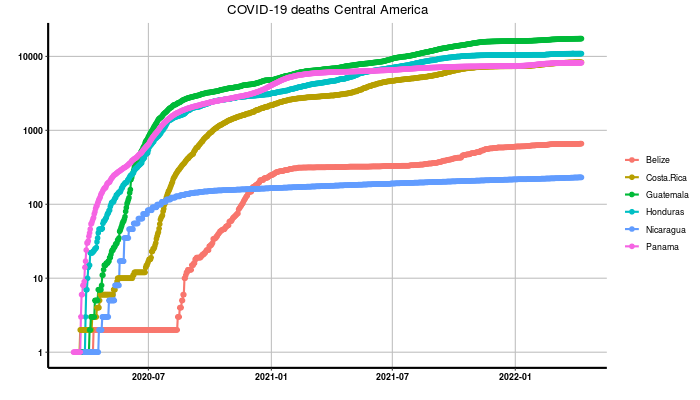 COVID-19 deaths Central America
10000
1000
100
10
1
2020-07 2021-01 2021-07 2022-01
Belize
Costa.Rica
Guatemala
Honduras
Nicaragua
Panama